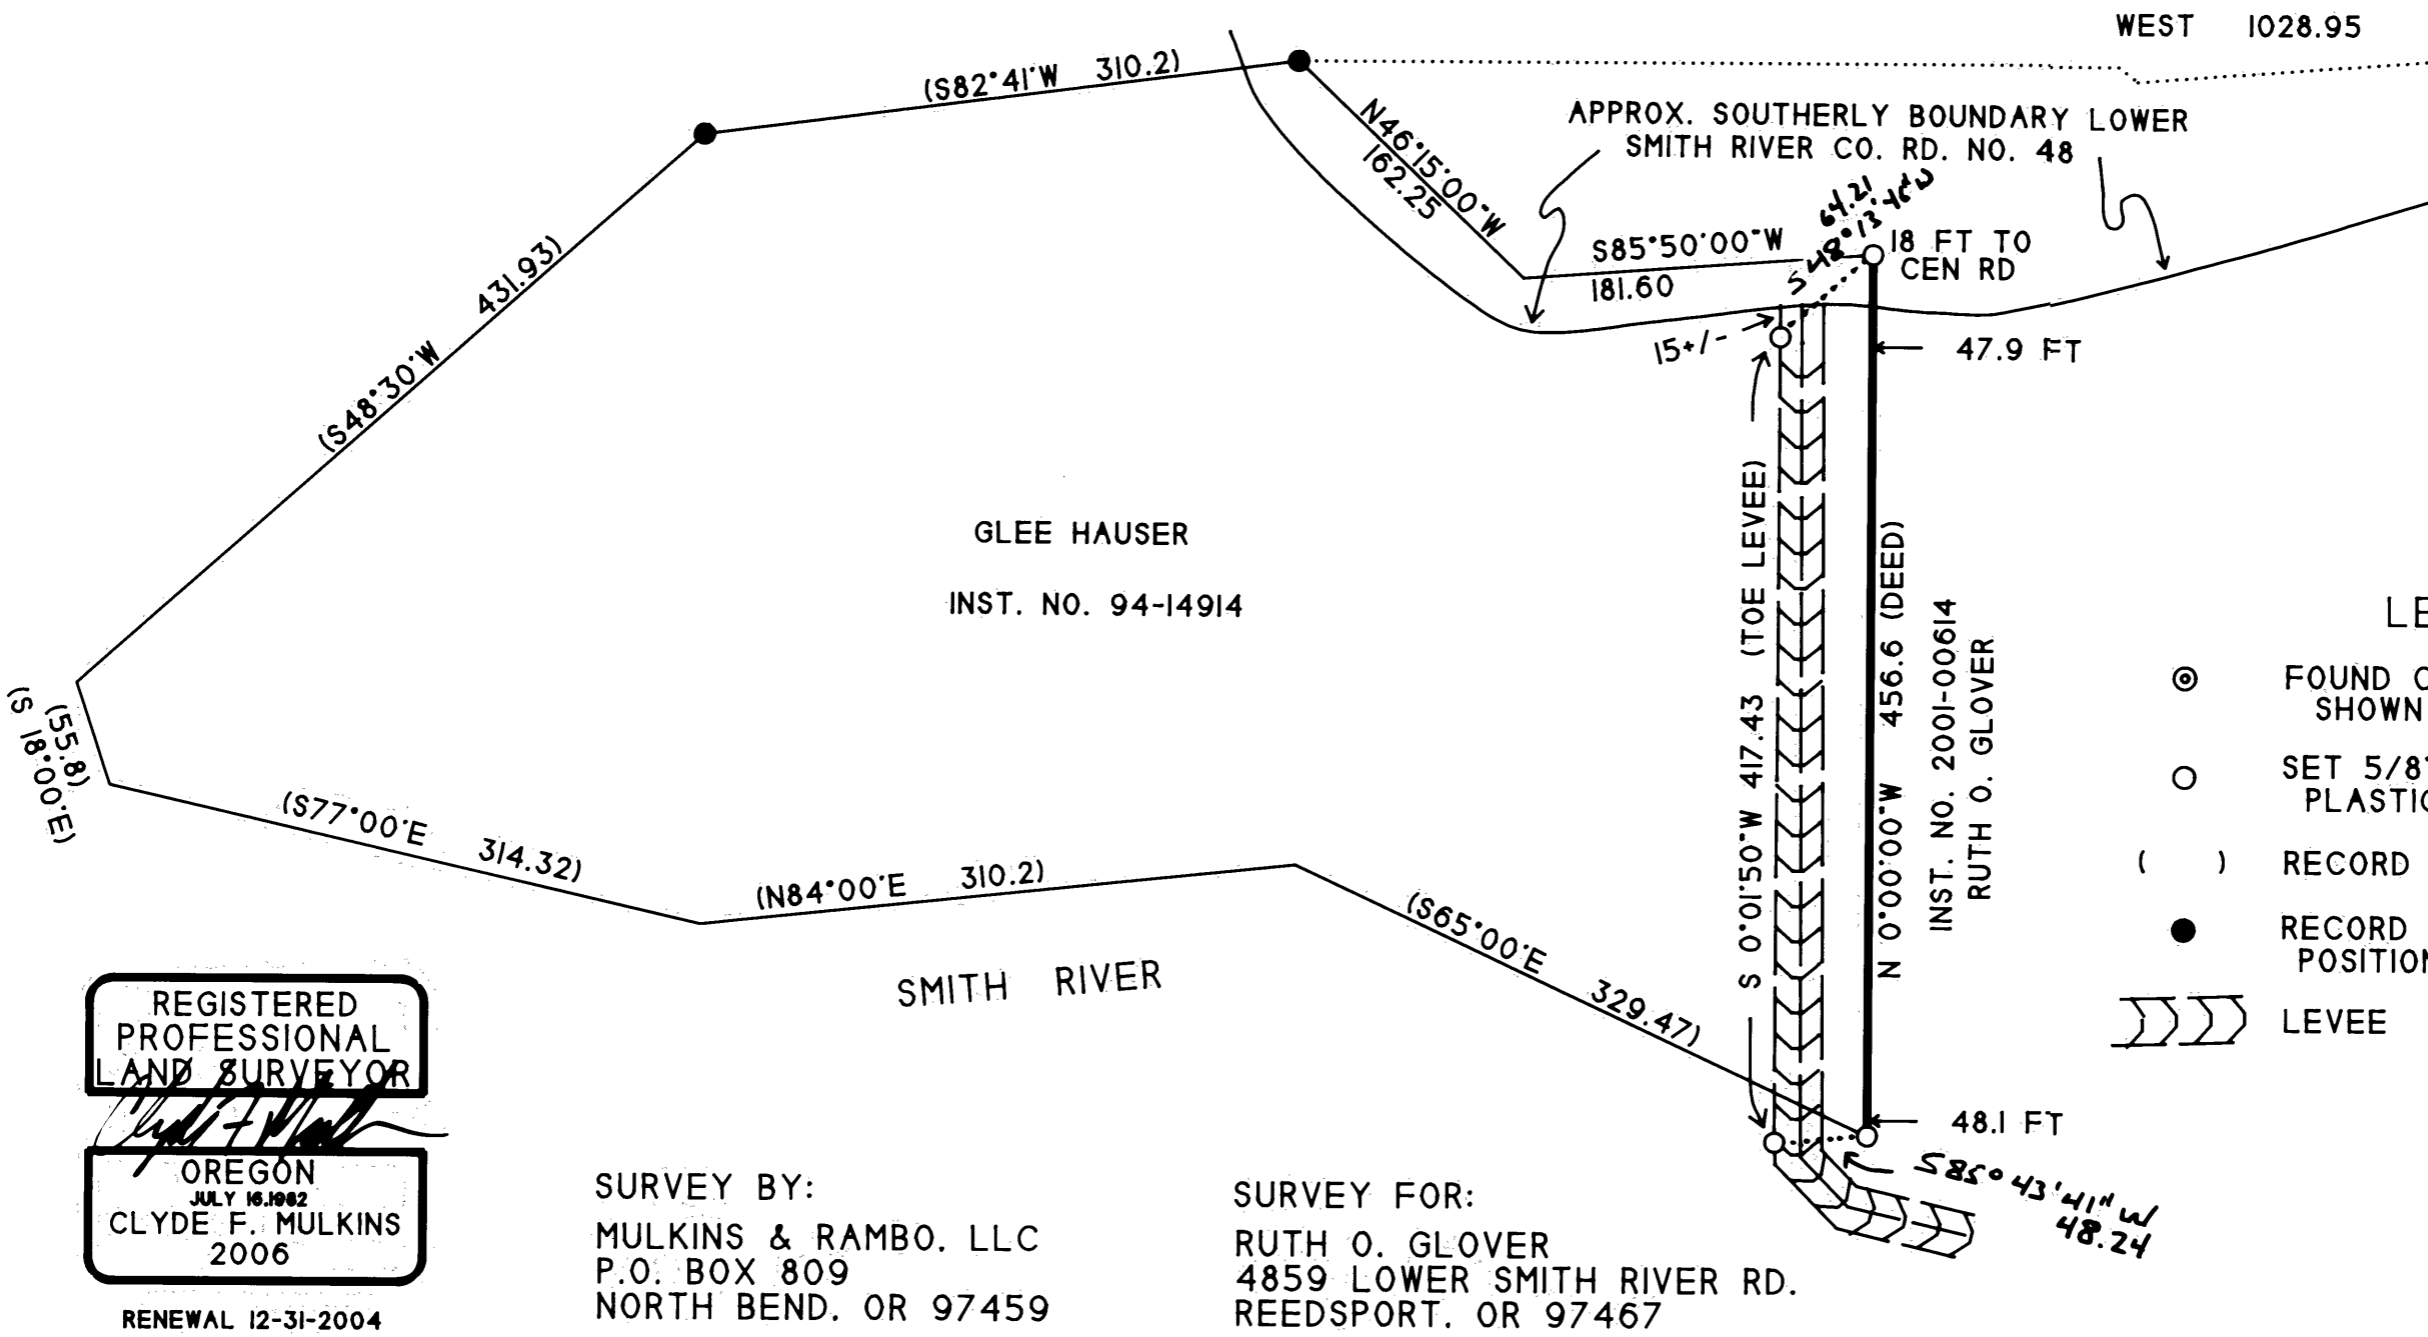 WEST 1028.95
(S82°41'W 310.2)
N46°15'00"W
162.25
APPROX. SOUTHERLY BOUNDARY LOWER
SMITH RIVER CO. RD. NO. 48
64.21
S 48°13'46"W
S85°50'00"W
181.60
18 FT TO
CEN RD
15+/-
47.9 FT
(S48°30'W 431.93)
GLEE HAUSER
INST. NO. 94-14914
S 0°01'50"W 417.43 (TOE LEVEE)
N 0°00'00"W 456.6 (DEED)
INST. NO. 2001-00614
RUTH O. GLOVER
(55.8)
(S 18°00'E)
(S77°00'E 314.32)
(N84°00'E 310.2)
(S65°00'E 329.47)
SMITH RIVER
48.1 FT
S85°43'41"W
48.24
LE
FOUND
SHOWN
SET 5/8"
PLASTIC
( ) RECORD
RECORD
POSITION
LEVEE
REGISTERED
PROFESSIONAL
LAND SURVEYOR
OREGON
JULY 16,1982
CLYDE F. MULKINS
2006
RENEWAL 12-31-2004
SURVEY BY:
MULKINS & RAMBO, LLC
P.O. BOX 809
NORTH BEND, OR 97459
SURVEY FOR:
RUTH O. GLOVER
4859 LOWER SMITH RIVER RD.
REEDSPORT, OR 97467